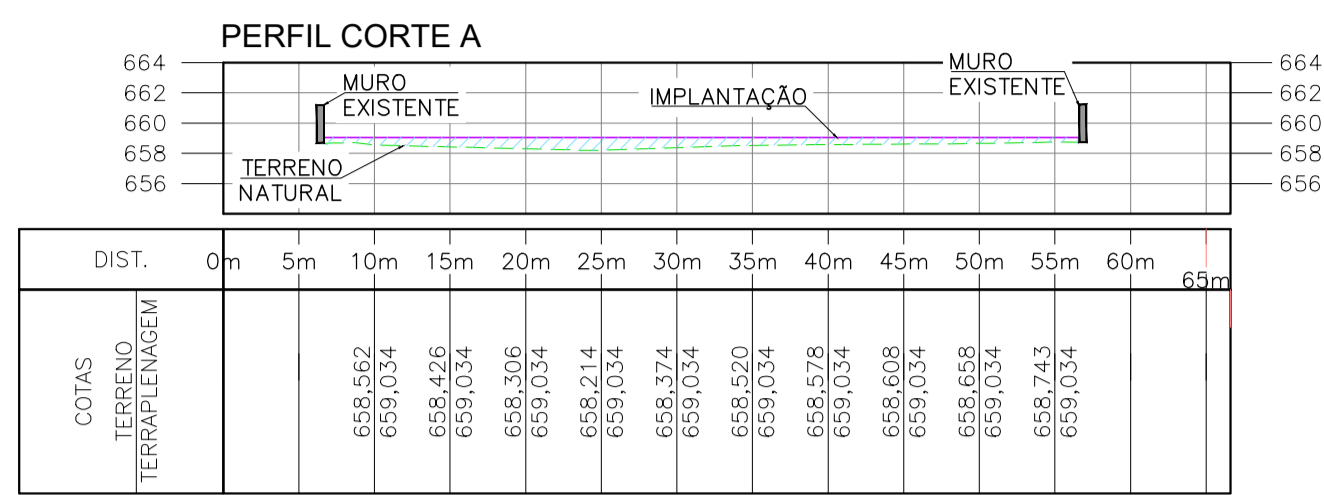 PERFIL CORTE A
664
662
660
658
656
MURO
EXISTENTE
TERRENO
NATURAL
IMPLANTAÇÃO
MURO
EXISTENTE
664
662
660
658
656
DIST.
0m 5m 10m 15m 20m 25m 30m 35m 40m 45m 50m 55m 60m 65m
COTAS
TERRENO
TERRAPLENAGEM
658,562
659,034
658,426
659,034
658,306
659,034
658,214
659,034
658,374
659,034
658,520
659,034
658,578
659,034
658,608
659,034
658,658
659,034
658,743
659,034